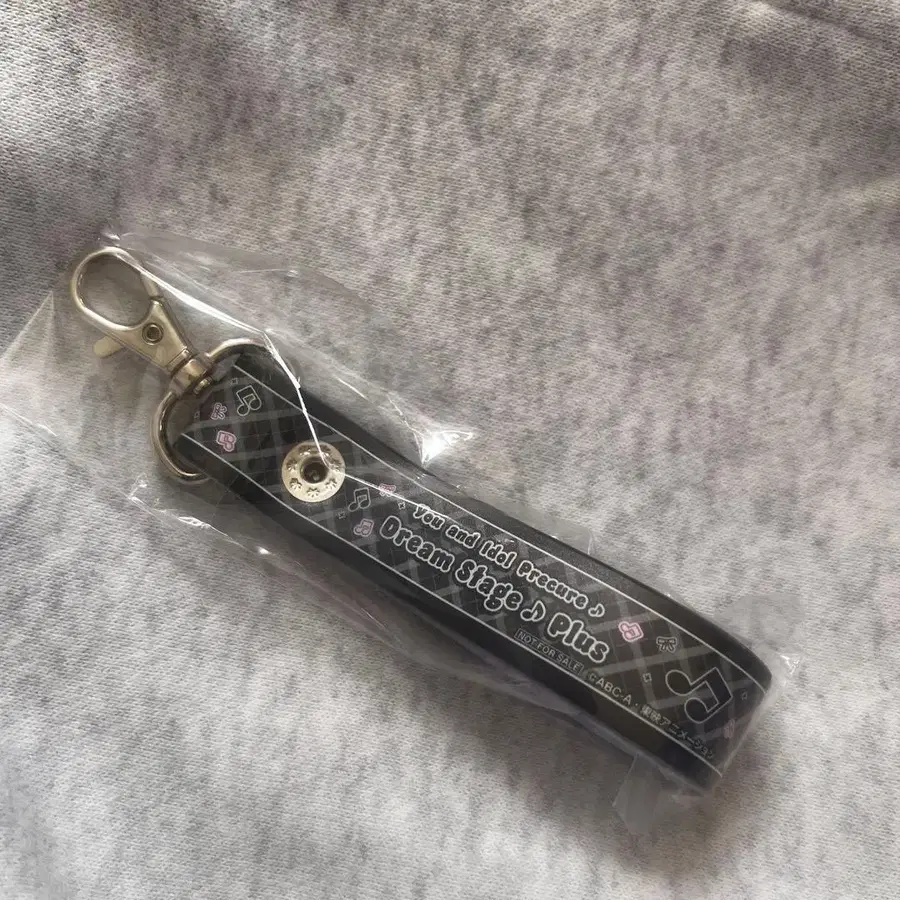 You and Idol Precure♪
Dream Stage♪Plus
NOT FOR SALE ©ABC-A・東映アニメーション